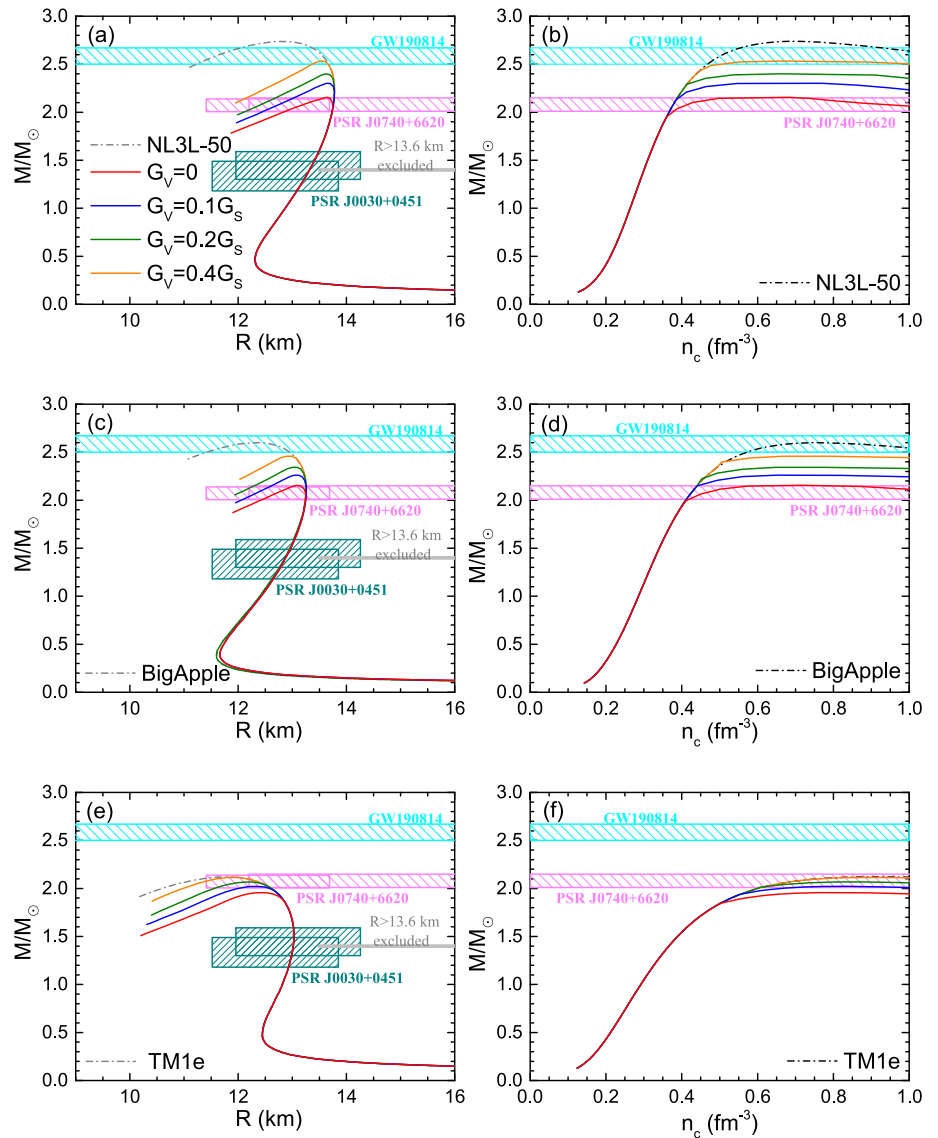 (a)
GW190814
PSR J0740+6620
R>13.6 km
excluded
PSR J0030+0451
NL3L-50
G_V=0
G_V=0.1G_S
G_V=0.2G_S
G_V=0.4G_S
M/M_☉
0.0
0.5
1.0
1.5
2.0
2.5
3.0
10
12
14
16
R (km)
(b)
GW190814
PSR J0740+6620
NL3L-50
M/M_☉
0.0
0.5
1.0
1.5
2.0
2.5
3.0
0.0
0.2
0.4
0.6
0.8
1.0
n_c (fm⁻³)
(c)
GW190814
PSR J0740+6620
R>13.6 km
excluded
PSR J0030+0451
BigApple
M/M_☉
0.0
0.5
1.0
1.5
2.0
2.5
3.0
10
12
14
16
R (km)
(d)
GW190814
PSR J0740+6620
BigApple
M/M_☉
0.0
0.5
1.0
1.5
2.0
2.5
3.0
0.0
0.2
0.4
0.6
0.8
1.0
n_c (fm⁻³)
(e)
GW190814
PSR J0740+6620
R>13.6 km
excluded
PSR J0030+0451
TM1e
M/M_☉
0.0
0.5
1.0
1.5
2.0
2.5
3.0
10
12
14
16
R (km)
(f)
GW190814
PSR J0740+6620
TM1e
M/M_☉
0.0
0.5
1.0
1.5
2.0
2.5
3.0
0.0
0.2
0.4
0.6
0.8
1.0
n_c (fm⁻³)